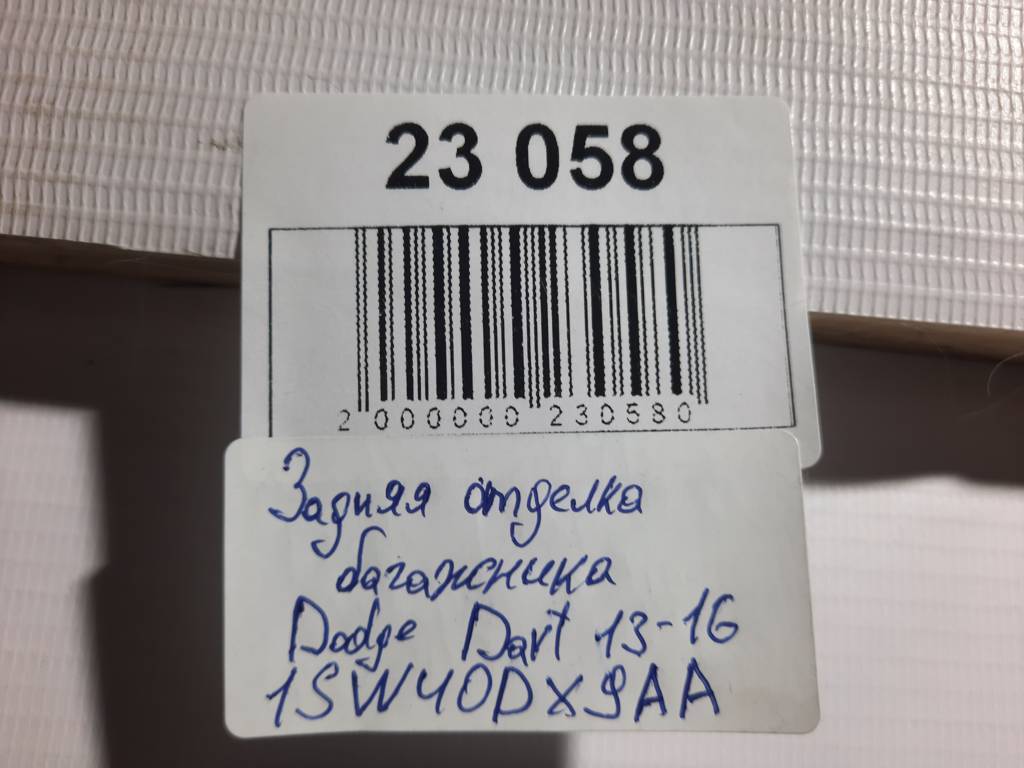 23 058
2 000000 230580
Задняя отделка
багажника
Dodge Dart 13-16
1SW40DX9AA